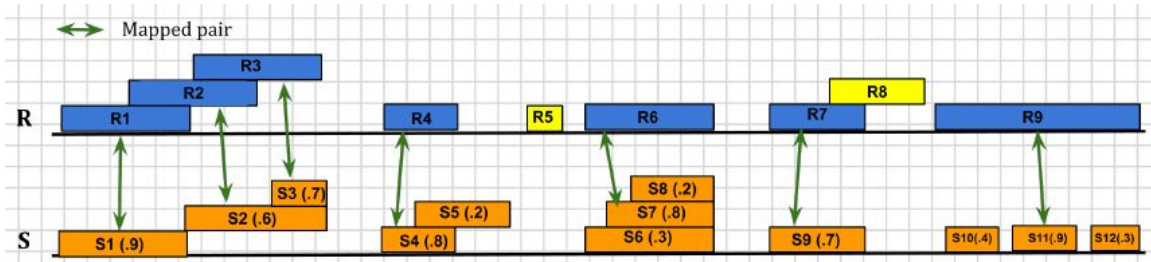 Mapped pair
R3
R2
R8
R R1 R4 R5 R6 R7 R9
S3 (.7) S8 (.2)
S2 (.6) S5 (.2) S7 (.8)
S S1 (.9) S4 (.8) S6 (.3) S9 (.7) S10(.4) S11(.9) S12(.3)